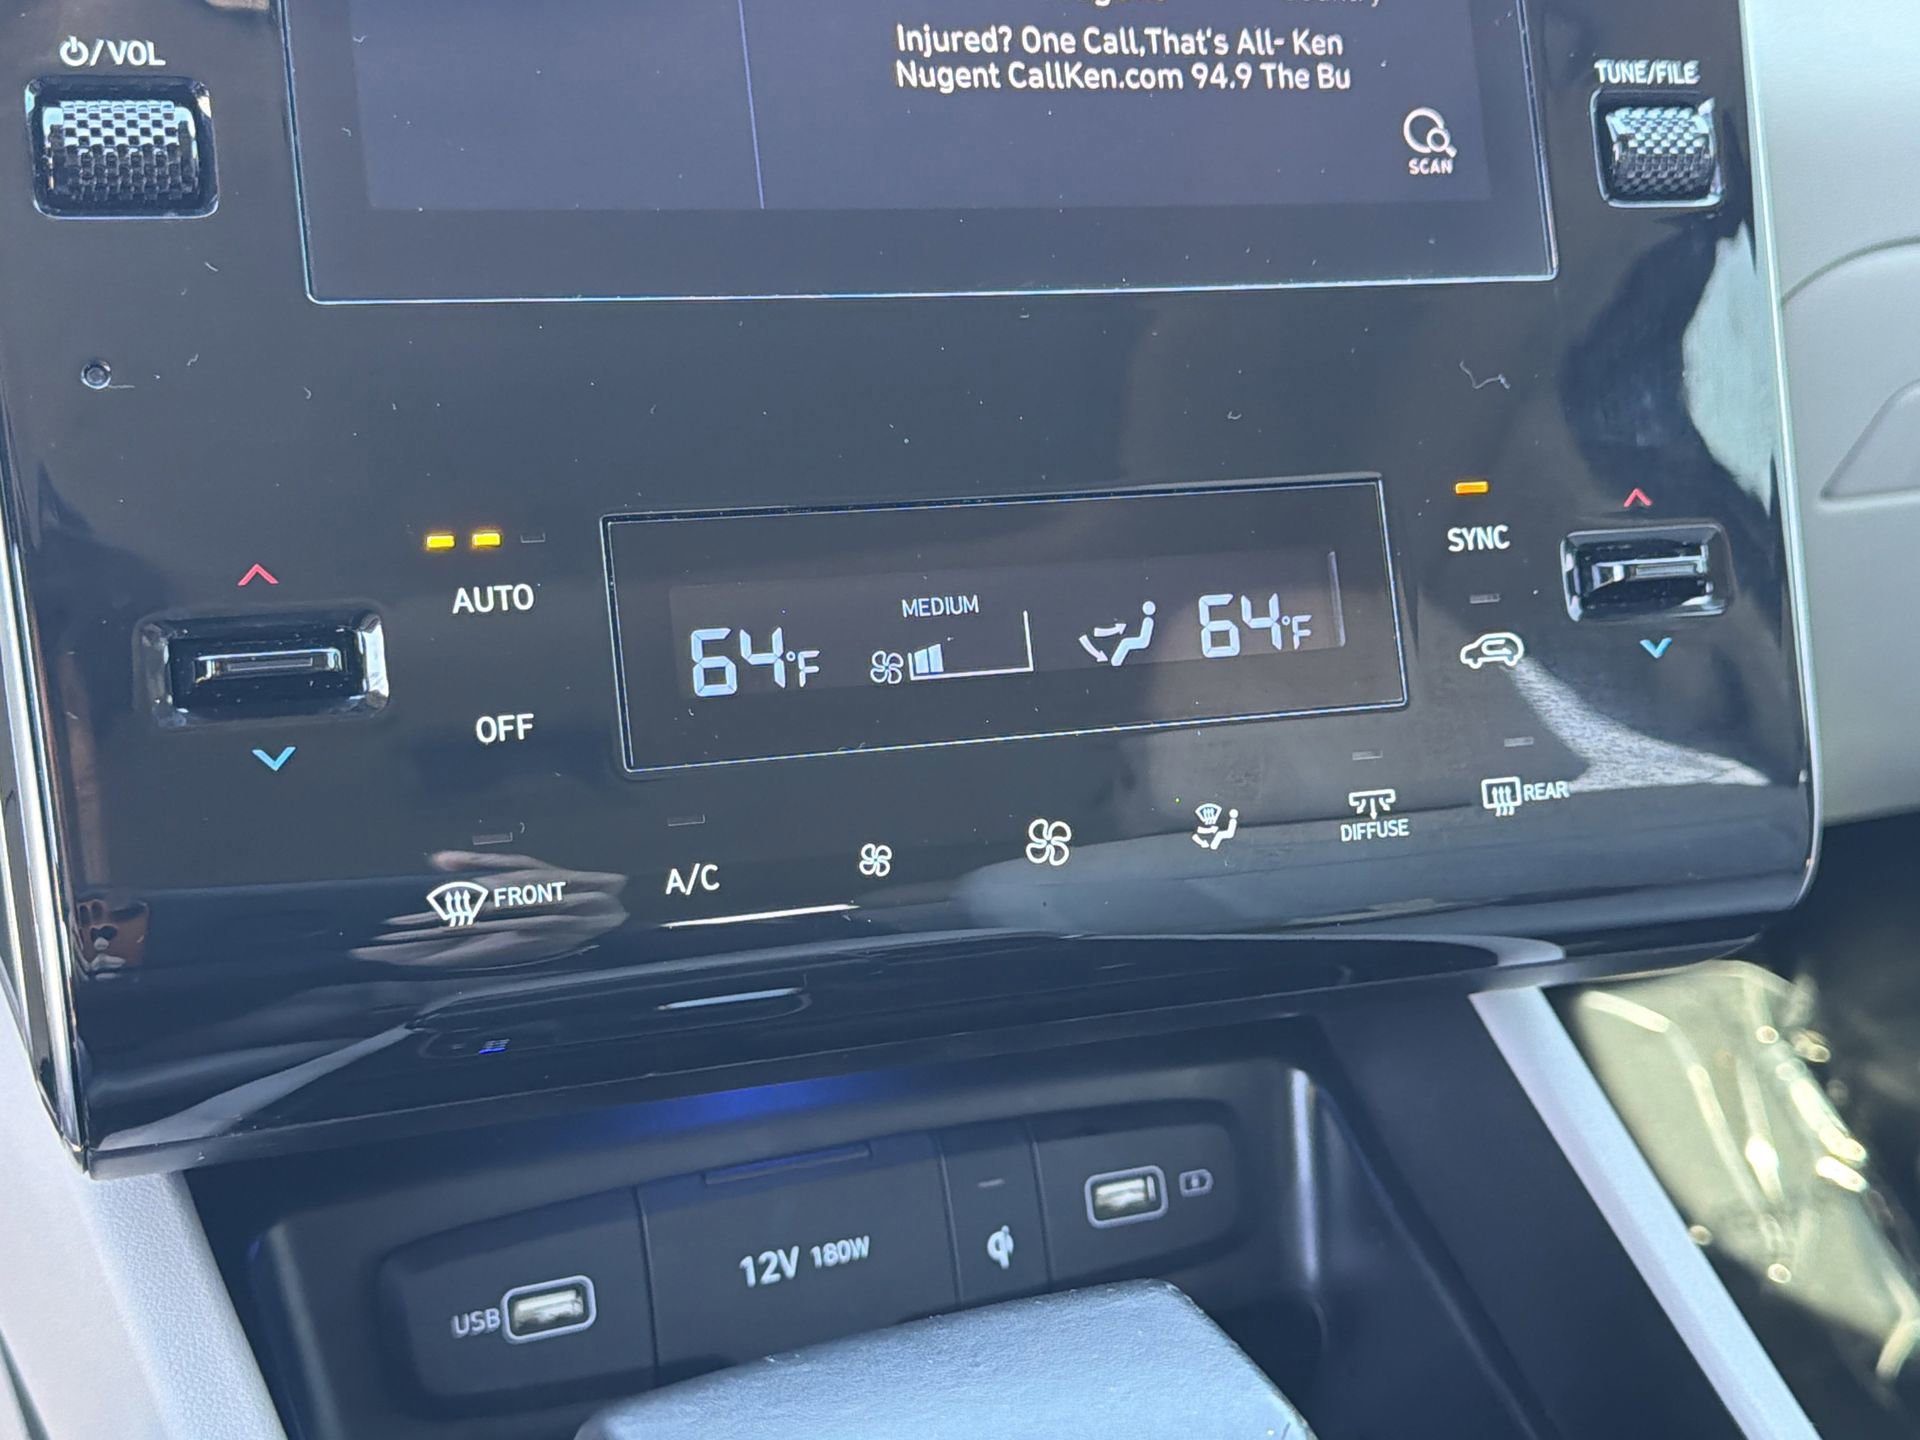 Injured? One Call,That's All- Ken
Nugent CallKen.com 94.9 The Bu
SCAN
/VOL
TUNE/FILE
AUTO
OFF
MEDIUM
64°F
64°F
SYNC
FRONT
A/C
DIFFUSE
REAR
USB
12V 180W